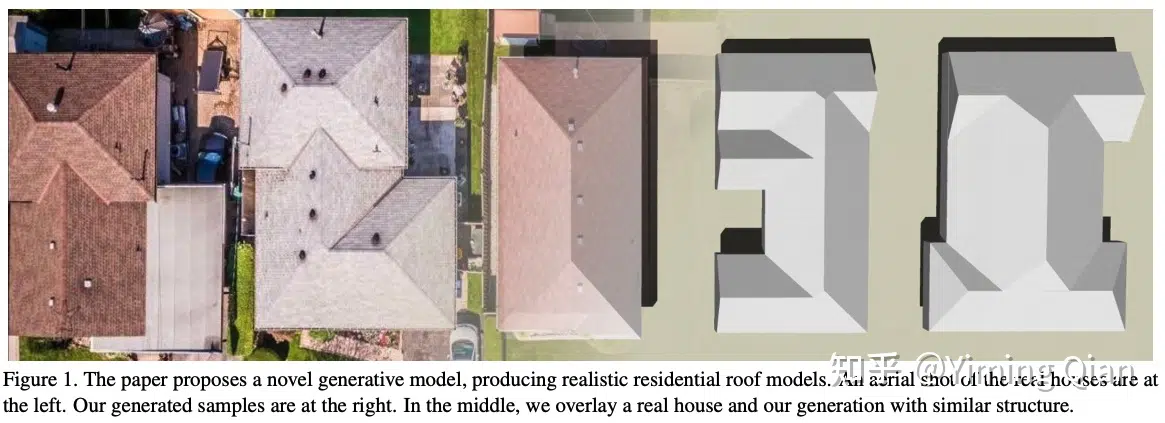 知乎 @Yiming Qian
Figure 1. The paper proposes a novel generative model, producing realistic residential roof models. An aerial shot of the real houses are at
the left. Our generated samples are at the right. In the middle, we overlay a real house and our generation with similar structure.